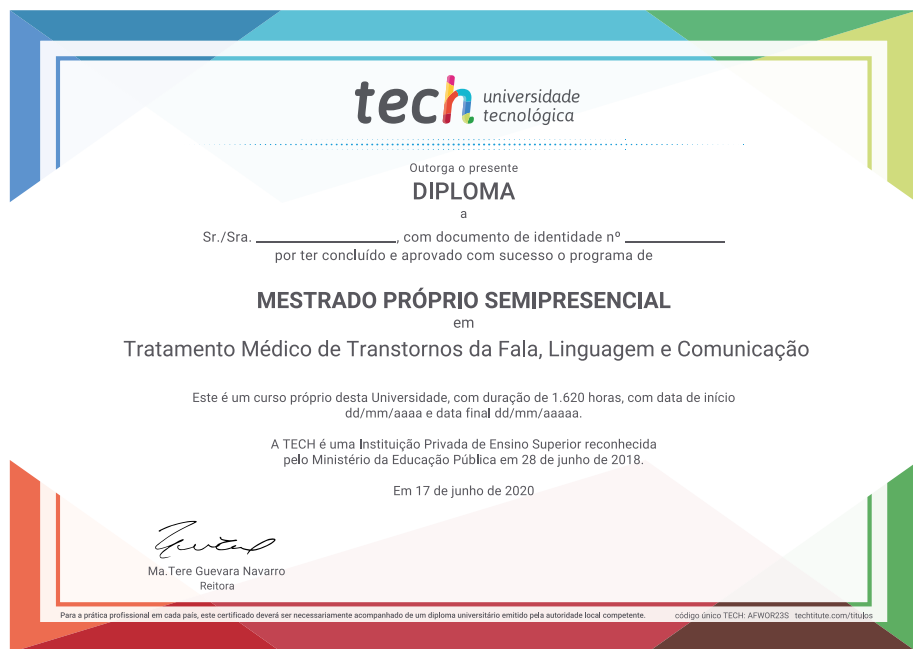 tech universidade
tecnológica
Outorga o presente
DIPLOMA
a
Sr./Sra. ________________, com documento de identidade nº ____________
por ter concluído e aprovado com sucesso o programa de
MESTRADO PRÓPRIO SEMIPRESENCIAL
em
Tratamento Médico de Transtornos da Fala, Linguagem e Comunicação
Este é um curso próprio desta Universidade, com duração de 1.620 horas, com data de início
dd/mm/aaaa e data final dd/mm/aaaaa.
A TECH é uma Instituição Privada de Ensino Superior reconhecida
pelo Ministério da Educação Pública em 28 de junho de 2018.
Em 17 de junho de 2020
Ma.Tere Guevara Navarro
Reitora
Para a prática profissional em cada país, este certificado deverá ser necessariamente acompanhado de um diploma universitário emitido pela autoridade local competente. código único TECH: AFWOR23S techtitute.com/titulos